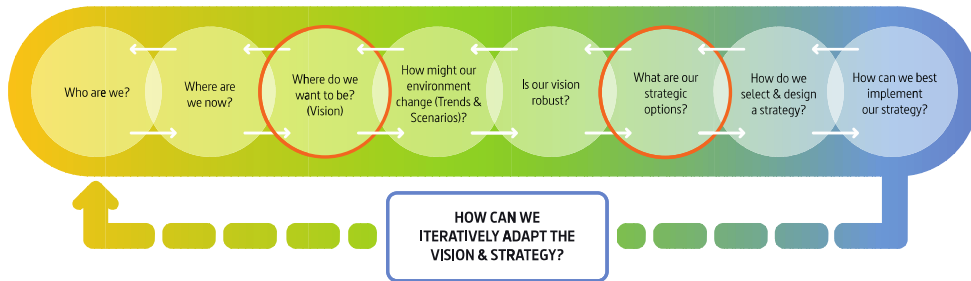 Who are we?
Where are
we now?
Where do we
want to be?
(Vision)
How might our
environment
change (Trends &
Scenarios)?
Is our vision
robust?
What are our
strategic
options?
How do we
select & design
a strategy?
How can we best
implement
our strategy?
HOW CAN WE
ITERATIVELY ADAPT THE
VISION & STRATEGY?